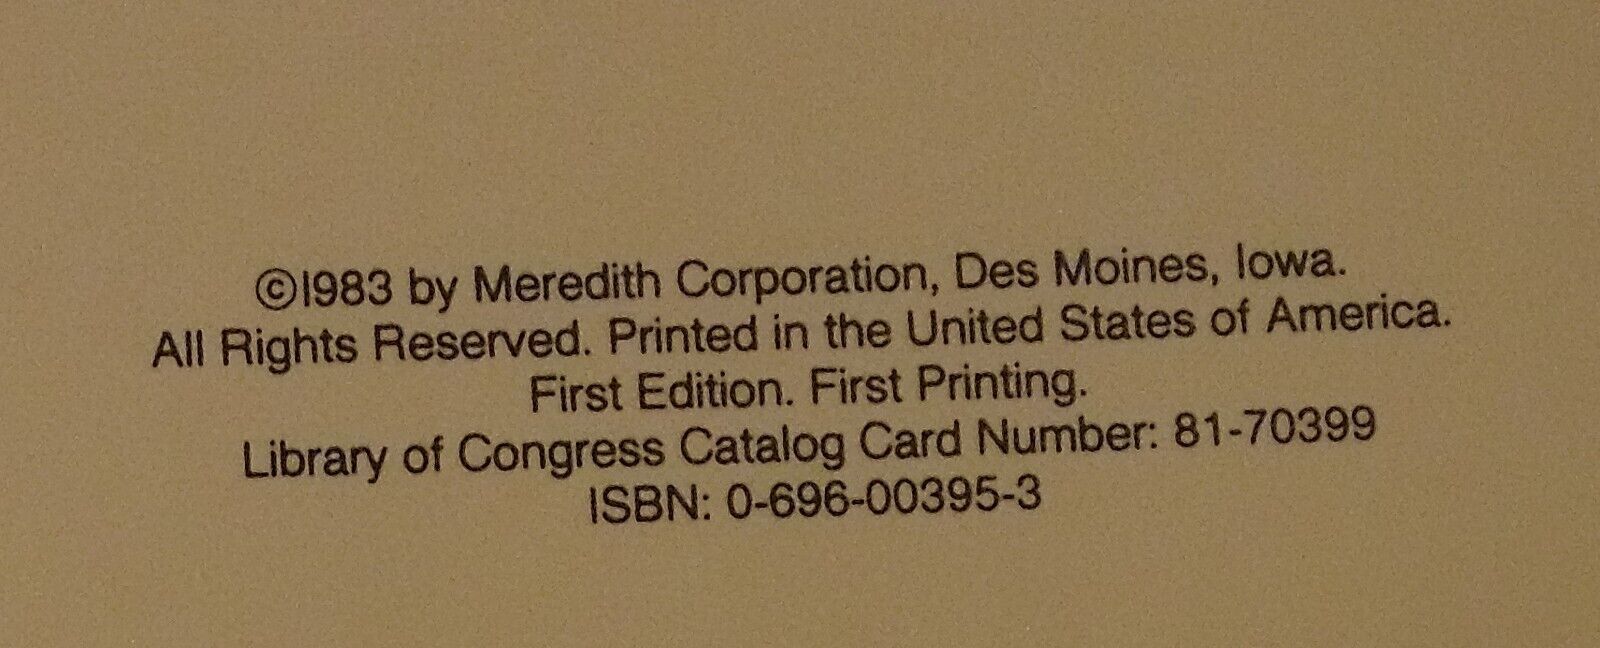 ©1983 by Meredith Corporation, Des Moines, Iowa.
All Rights Reserved. Printed in the United States of America.
First Edition. First Printing.
Library of Congress Catalog Card Number: 81-70399
ISBN: 0-696-00395-3